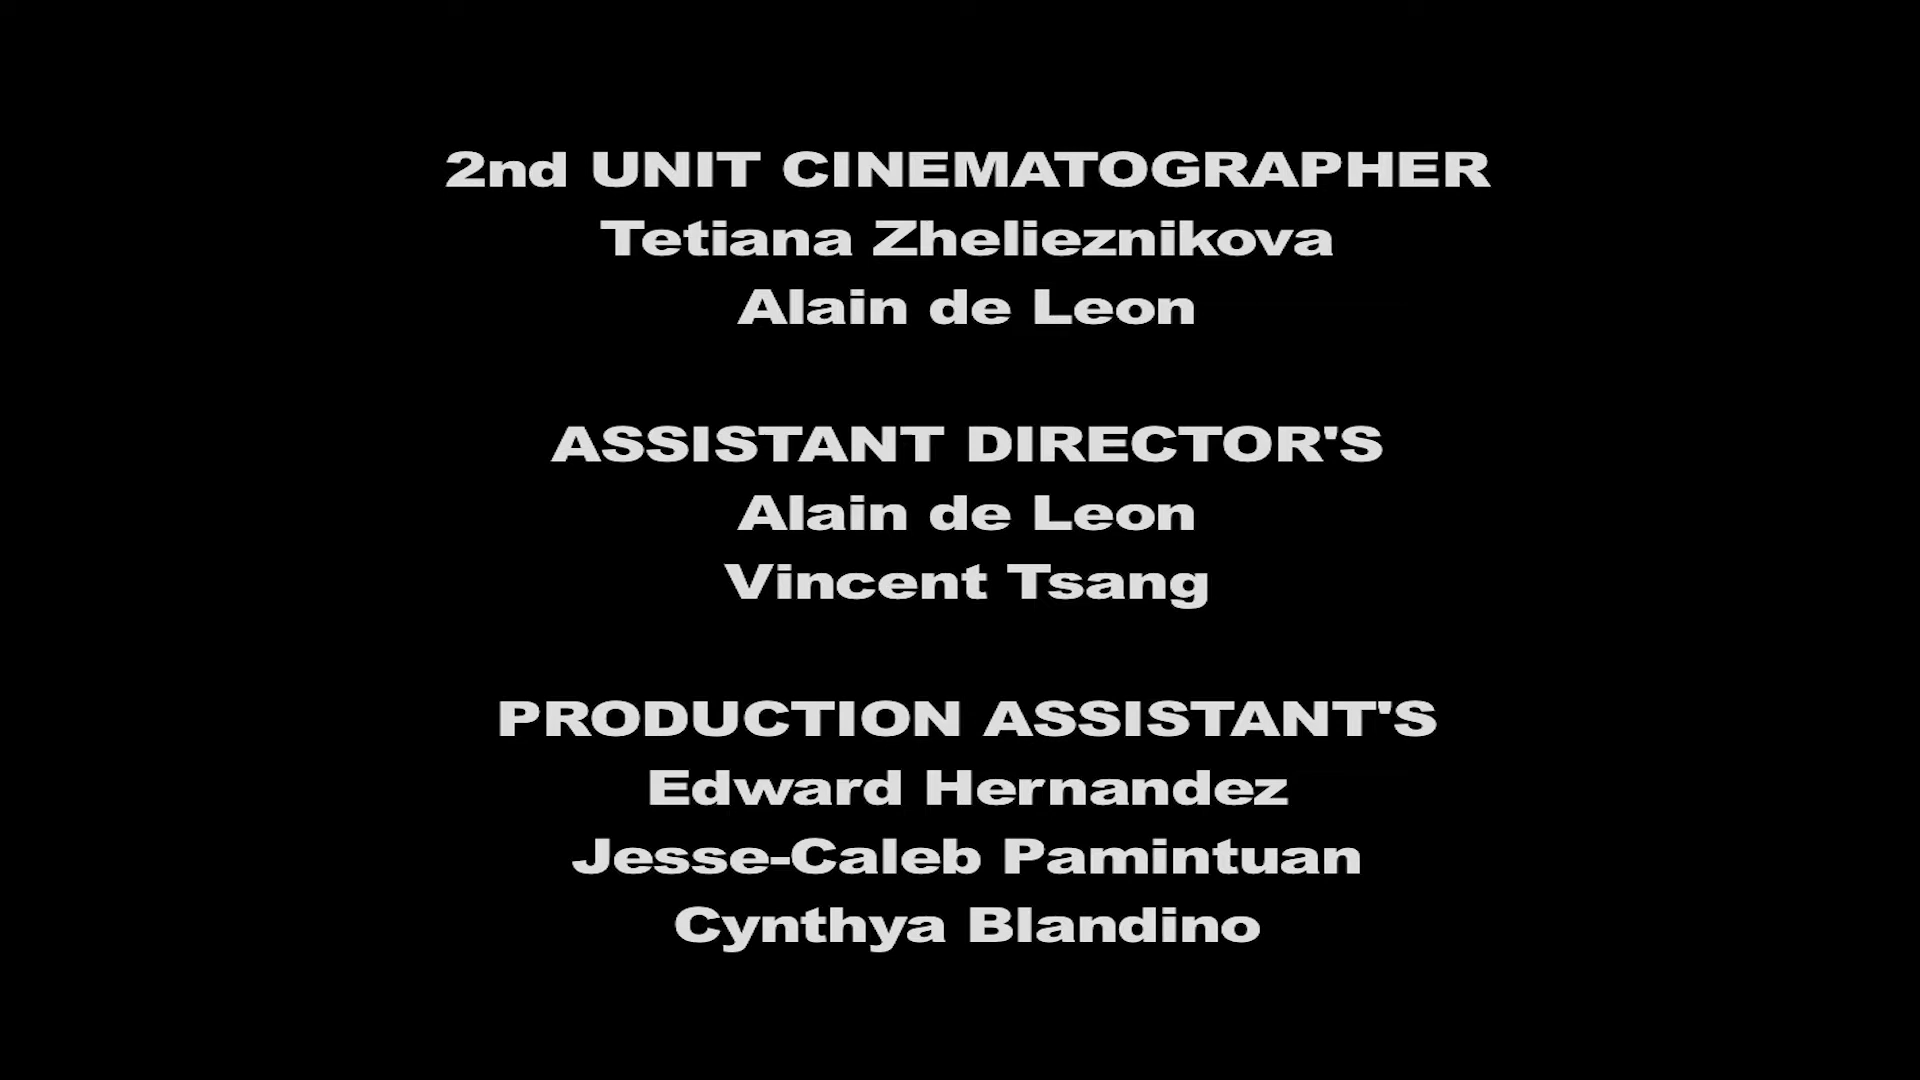 2nd UNIT CINEMATOGRAPHER
Tetiana Zhelieznikova
Alain de Leon
ASSISTANT DIRECTOR'S
Alain de Leon
Vincent Tsang
PRODUCTION ASSISTANT'S
Edward Hernandez
Jesse-Caleb Pamintuan
Cynthya Blandino